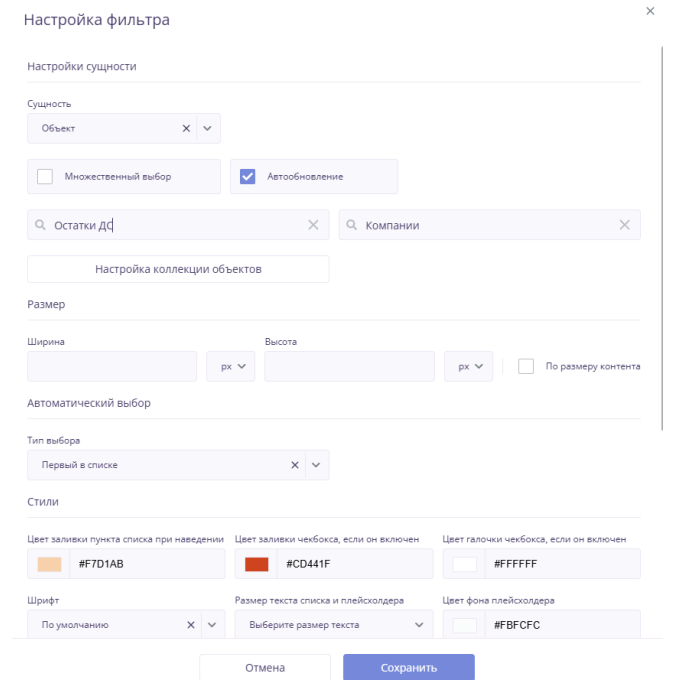 Настройка фильтра
Настройки сущности
Сущность
Объект
Множественный выбор Автообновление
Остатки ДС Компании
Настройка коллекции объектов
Размер
Ширина Высота
px px По размеру контента
Автоматический выбор
Тип выбора
Первый в списке
Стили
Цвет заливки пункта списка при наведении Цвет заливки чекбокса, если он включен Цвет галочки чекбокса, если он включен
#F7D1AB #CD441F #FFFFFF
Шрифт Размер текста списка и плейсхолдера Цвет фона плейсхолдера
По умолчанию Выберите размер текста #FBFCFC
Отмена Сохранить